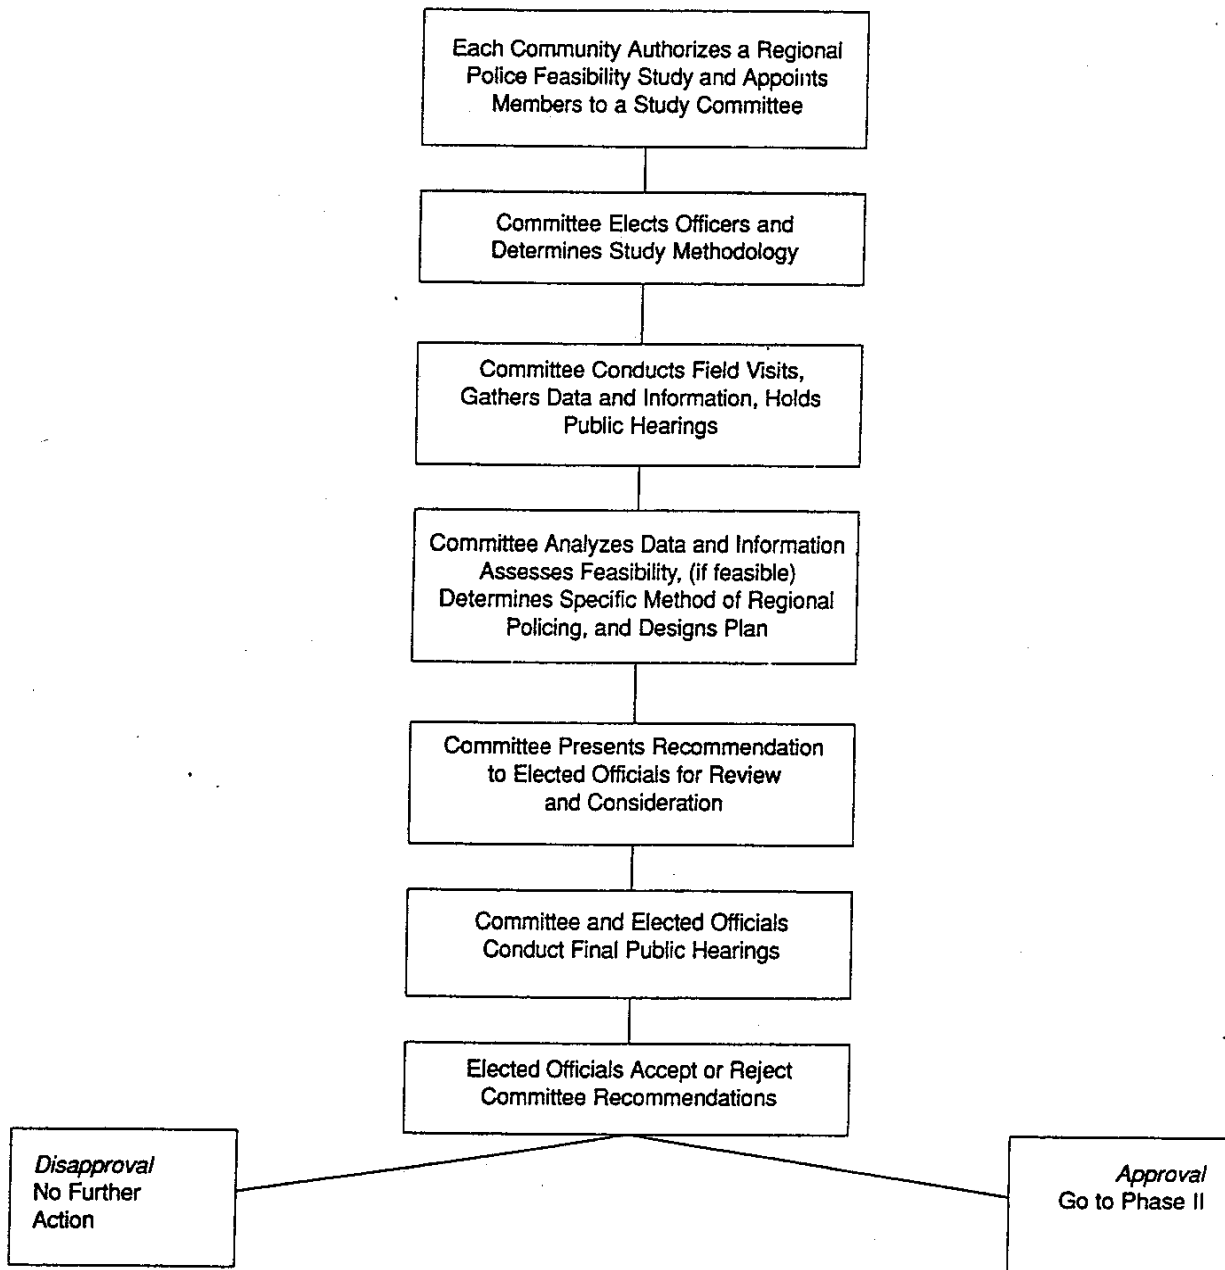 Each Community Authorizes a Regional
Police Feasibility Study and Appoints
Members to a Study Committee
Committee Elects Officers and
Determines Study Methodology
Committee Conducts Field Visits,
Gathers Data and Information, Holds
Public Hearings
Committee Analyzes Data and Information
Assesses Feasibility, (if feasible)
Determines Specific Method of Regional
Policing, and Designs Plan
Committee Presents Recommendation
to Elected Officials for Review
and Consideration
Committee and Elected Officials
Conduct Final Public Hearings
Elected Officials Accept or Reject
Committee Recommendations
Disapproval
No Further
Action
Approval
Go to Phase II